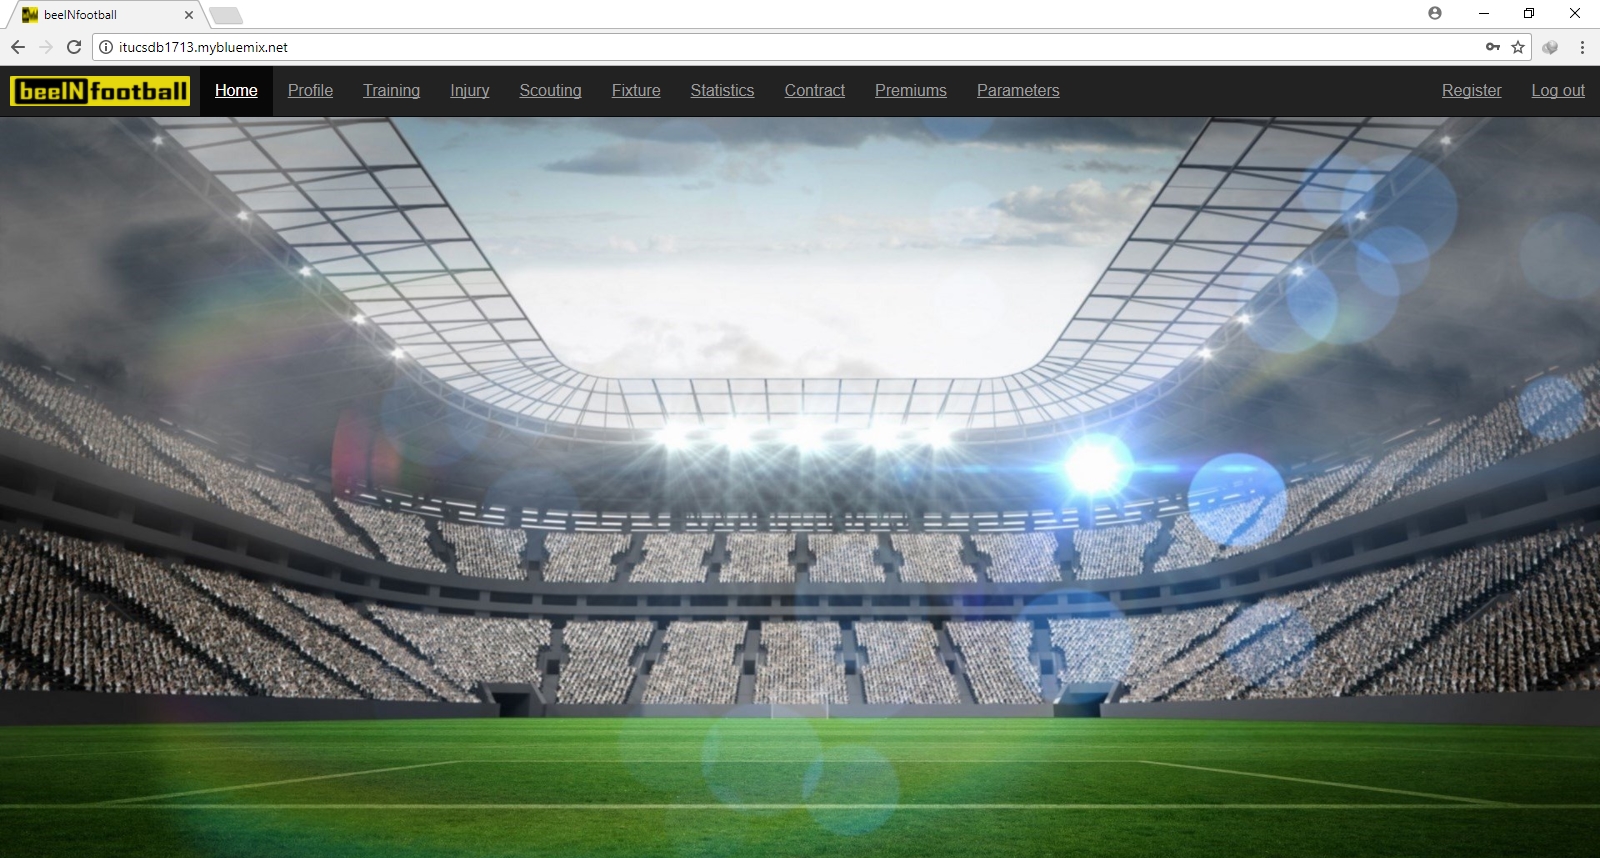 beeINfootball
itucsdb1713.mybluemix.net
beeINfootball Home Profile Training Injury Scouting Fixture Statistics Contract Premiums Parameters Register Log out